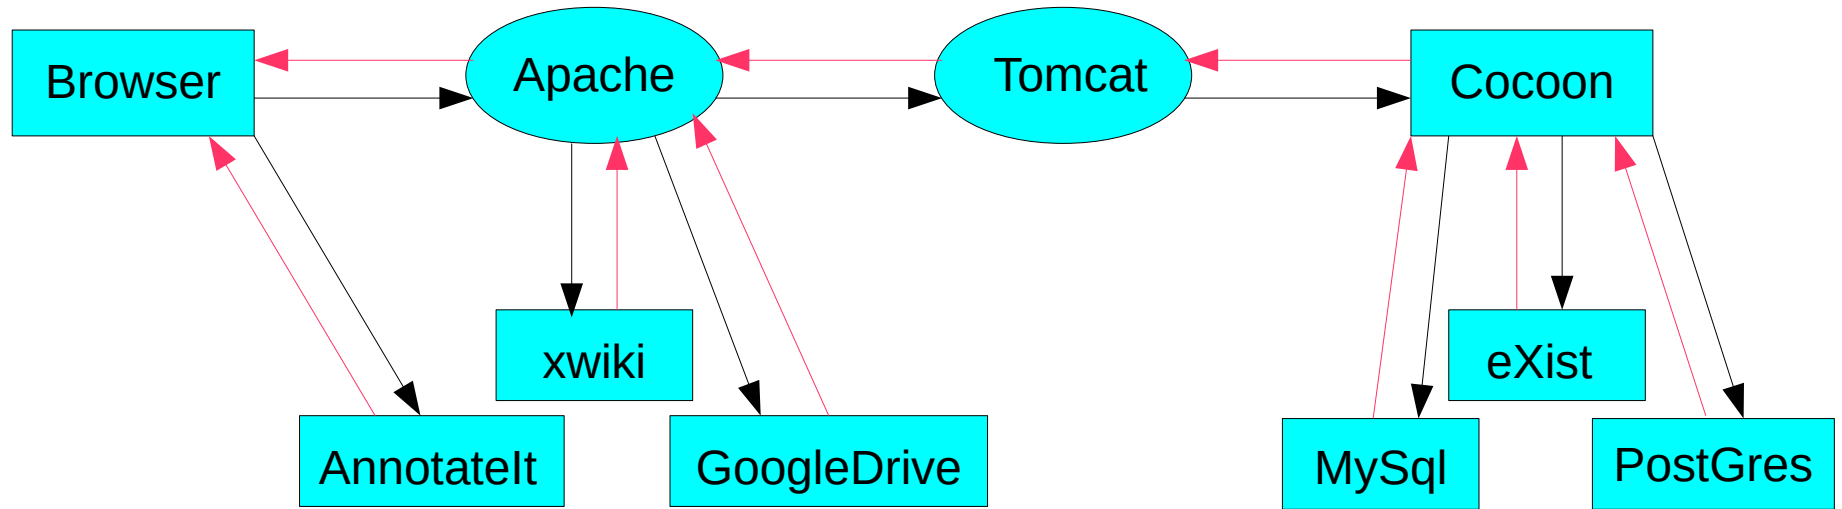 Browser
Apache
Tomcat
Cocoon
xwiki
eXist
AnnotateIt
GoogleDrive
MySql
PostGres